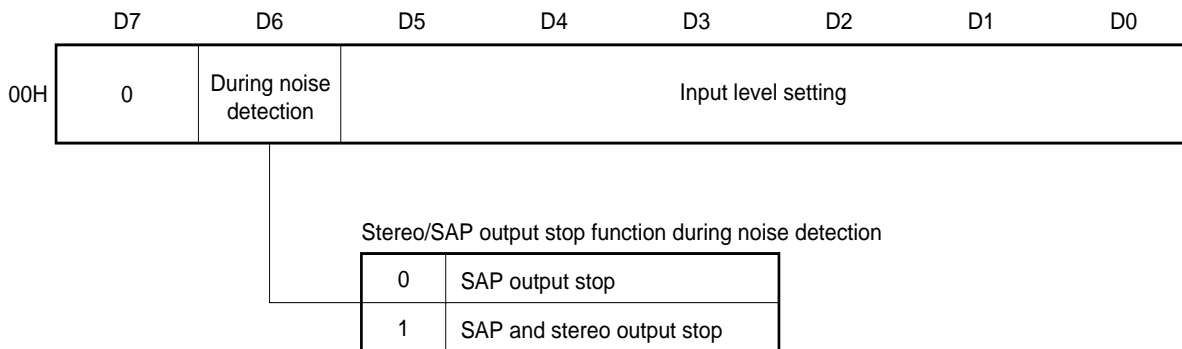 D7 D6 D5 D4 D3 D2 D1 D0
00H 0 During noise detection Input level setting
Stereo/SAP output stop function during noise detection
0 SAP output stop
1 SAP and stereo output stop